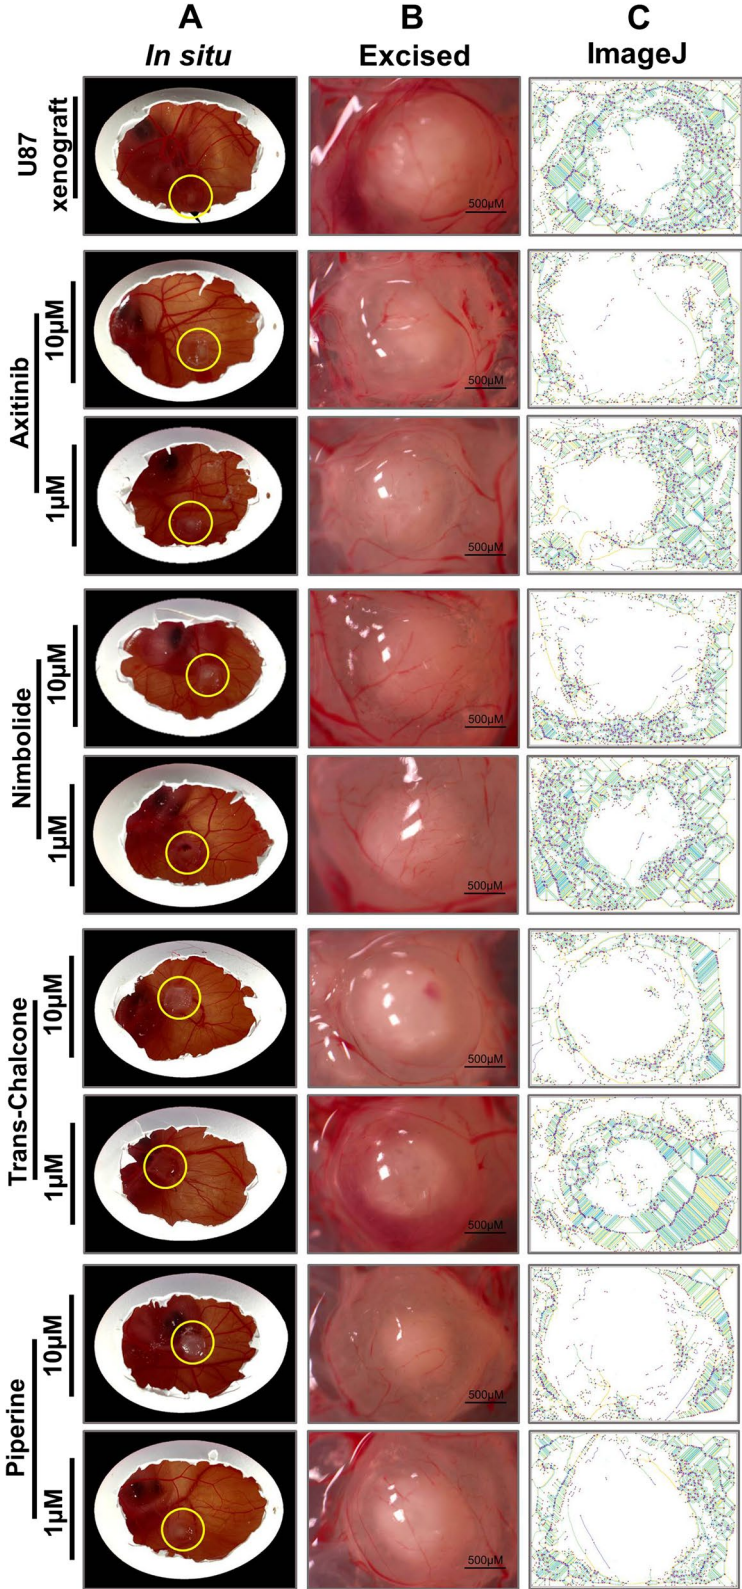 A B C
In situ Excised ImageJ
U87
xenograft
500µM
Axitinib
10µM
500µM
1µM
500µM
Nimbolide
10µM
500µM
1µM
500µM
Trans-Chalcone
10µM
500µM
1µM
500µM
Piperine
10µM
500µM
1µM
500µM